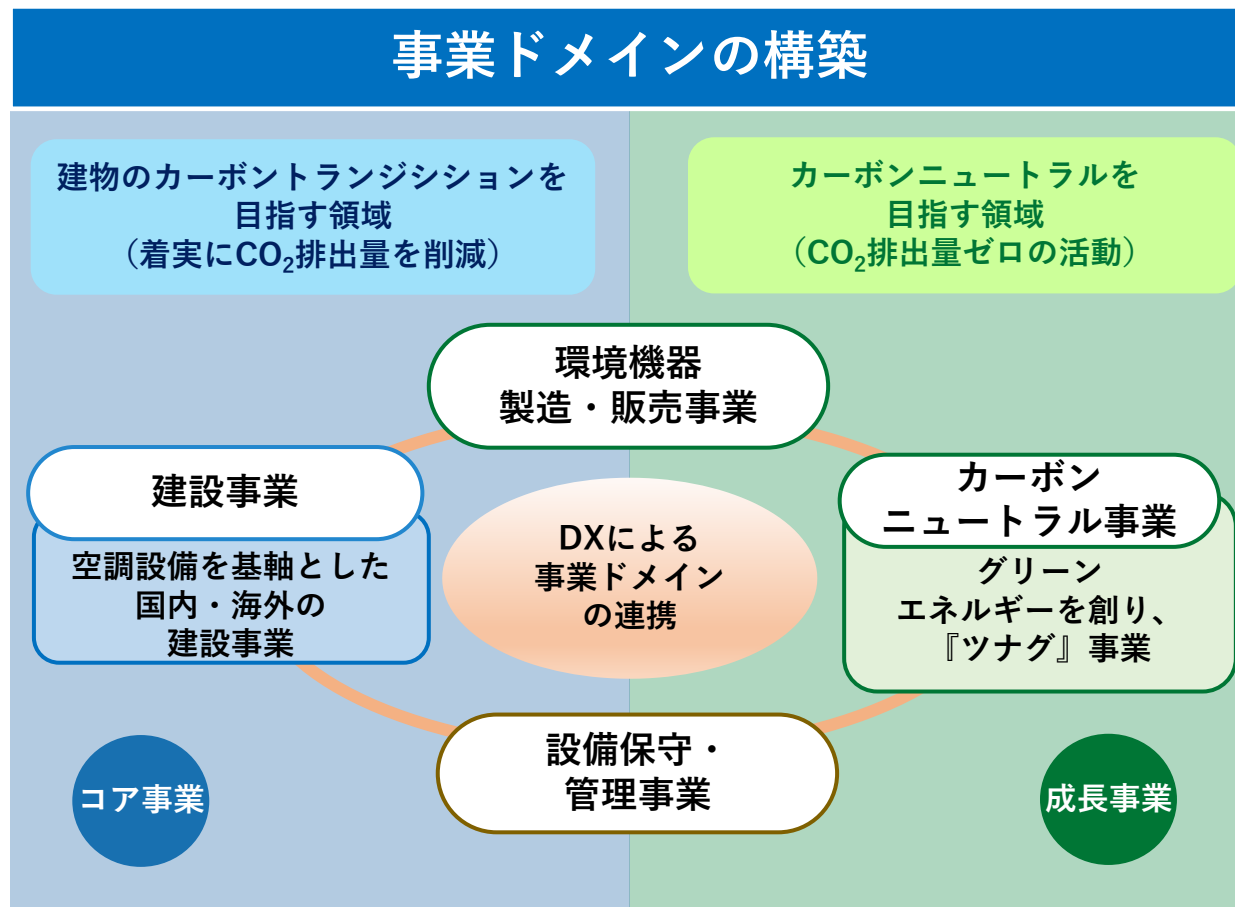 事業ドメインの構築
建物のカーボントランジションを
目指す領域
（着実にCO₂排出量を削減）
カーボンニュートラルを
目指す領域
（CO₂排出量ゼロの活動）
環境機器
製造・販売事業
建設事業
空調設備を基軸とした
国内・海外の
建設事業
DXによる
事業ドメイン
の連携
カーボン
ニュートラル事業
グリーン
エネルギーを創り、
『ツナグ』事業
設備保守・
管理事業
コア事業
成長事業